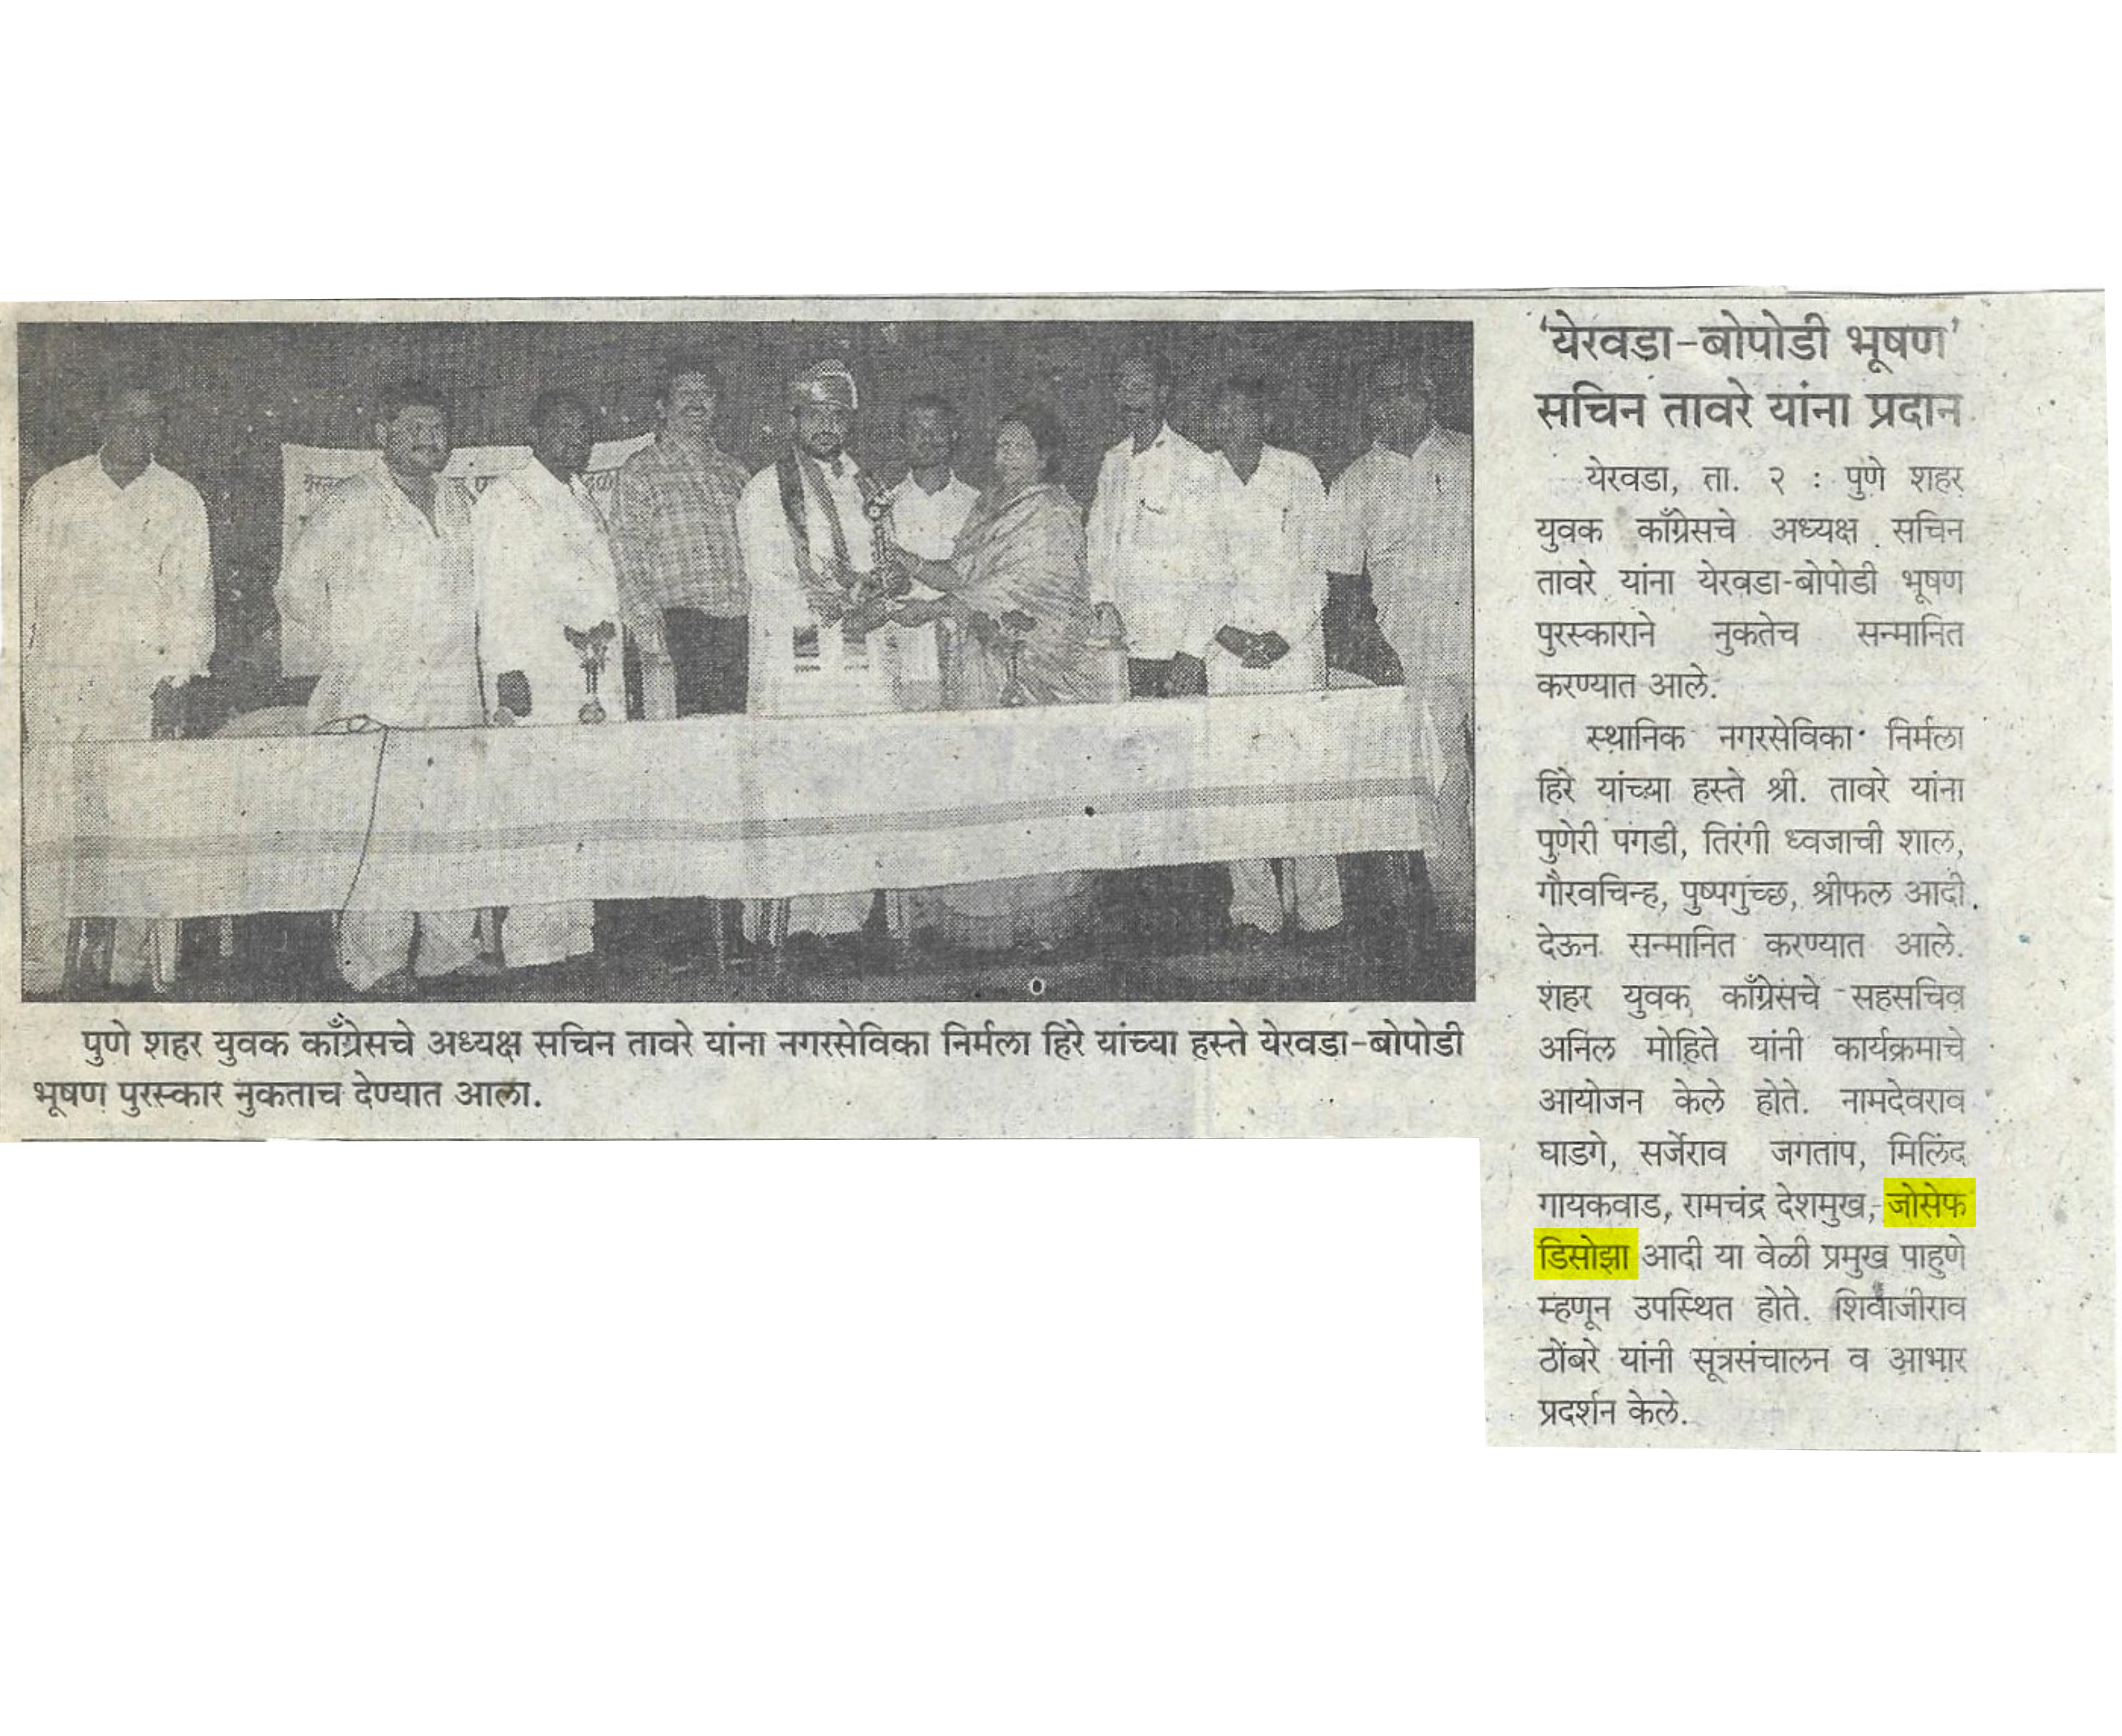 'येरवडा-बोपोडी भूषण'
सचिन तावरे यांना प्रदान
येरवडा, ता. २ : पुणे शहर
युवक काँग्रेसचे अध्यक्ष सचिन
तावरे यांना येरवडा-बोपोडी भूषण
पुरस्काराने नुकतेच सन्मानित
करण्यात आले.
स्थानिक नगरसेविका निर्मला
हिरे यांच्या हस्ते श्री. तावरे यांना
पुणेरी पगडी, तिरंगी ध्वजाची शाल,
गौरवचिन्ह, पुष्पगुच्छ, श्रीफल आदी
देऊन सन्मानित करण्यात आले.
शहर युवक काँग्रेसचे सहसचिव
अनिल मोहिते यांनी कार्यक्रमाचे
आयोजन केले होते. नामदेवराव
घाडगे, सर्जेराव जगताप, मिलिंद
गायकवाड, रामचंद्र देशमुख, जोसेफ
डिसोझा आदी या वेळी प्रमुख पाहुणे
म्हणून उपस्थित होते. शिवाजीराव
ठोंबरे यांनी सूत्रसंचालन व आभार
प्रदर्शन केले.
पुणे शहर युवक काँग्रेसचे अध्यक्ष सचिन तावरे यांना नगरसेविका निर्मला हिरे यांच्या हस्ते येरवडा-बोपोडी
भूषण पुरस्कार नुकताच देण्यात आला.